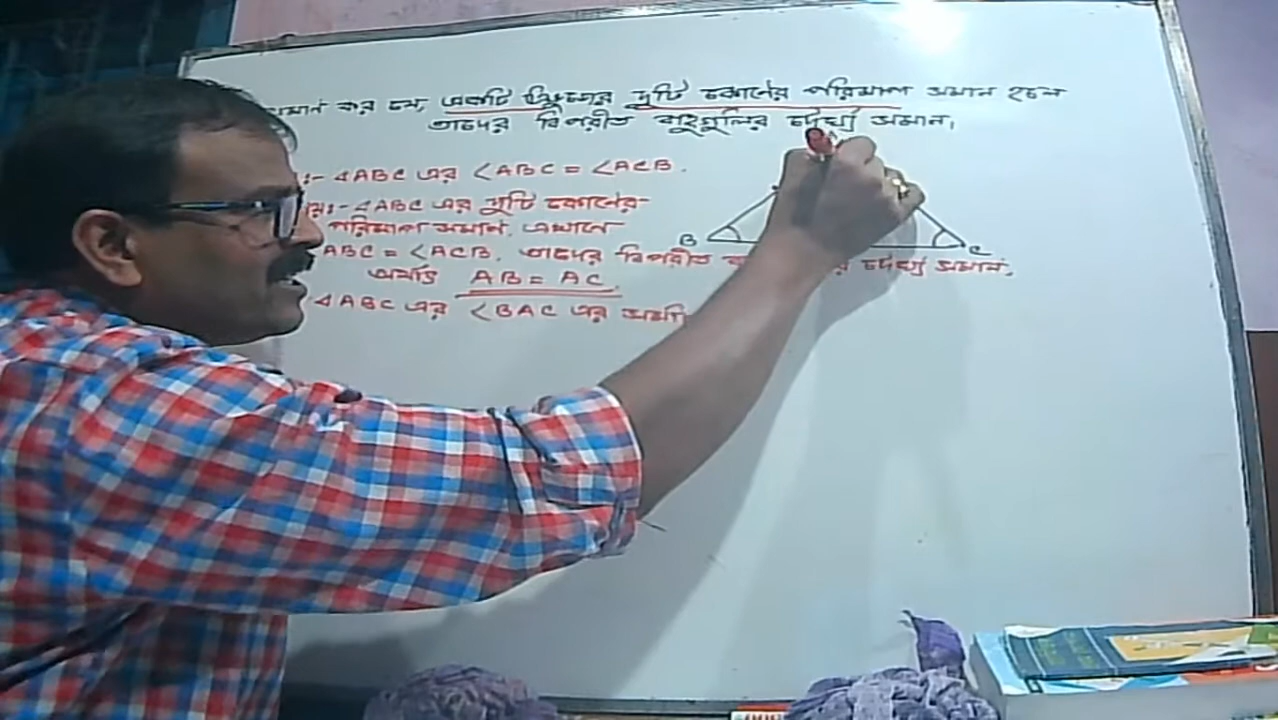 প্রমাণ কর যে, একটি ত্রিভুজের দুটি কোণের পরিমাপ সমান হলে
তাদের বিপরীত বাহুগুলির দৈর্ঘ্য সমান।
:- △ABC এর ∠ABC = ∠ACB.
:- △ABC এর দুটি কোণের
পরিমাপ সমান, এখানে
ABC = ∠ACB. তাদের বিপরীত দৈর্ঘ্য সমান.
অর্থাৎ AB = AC.
△ABC এর ∠BAC এর
B
C